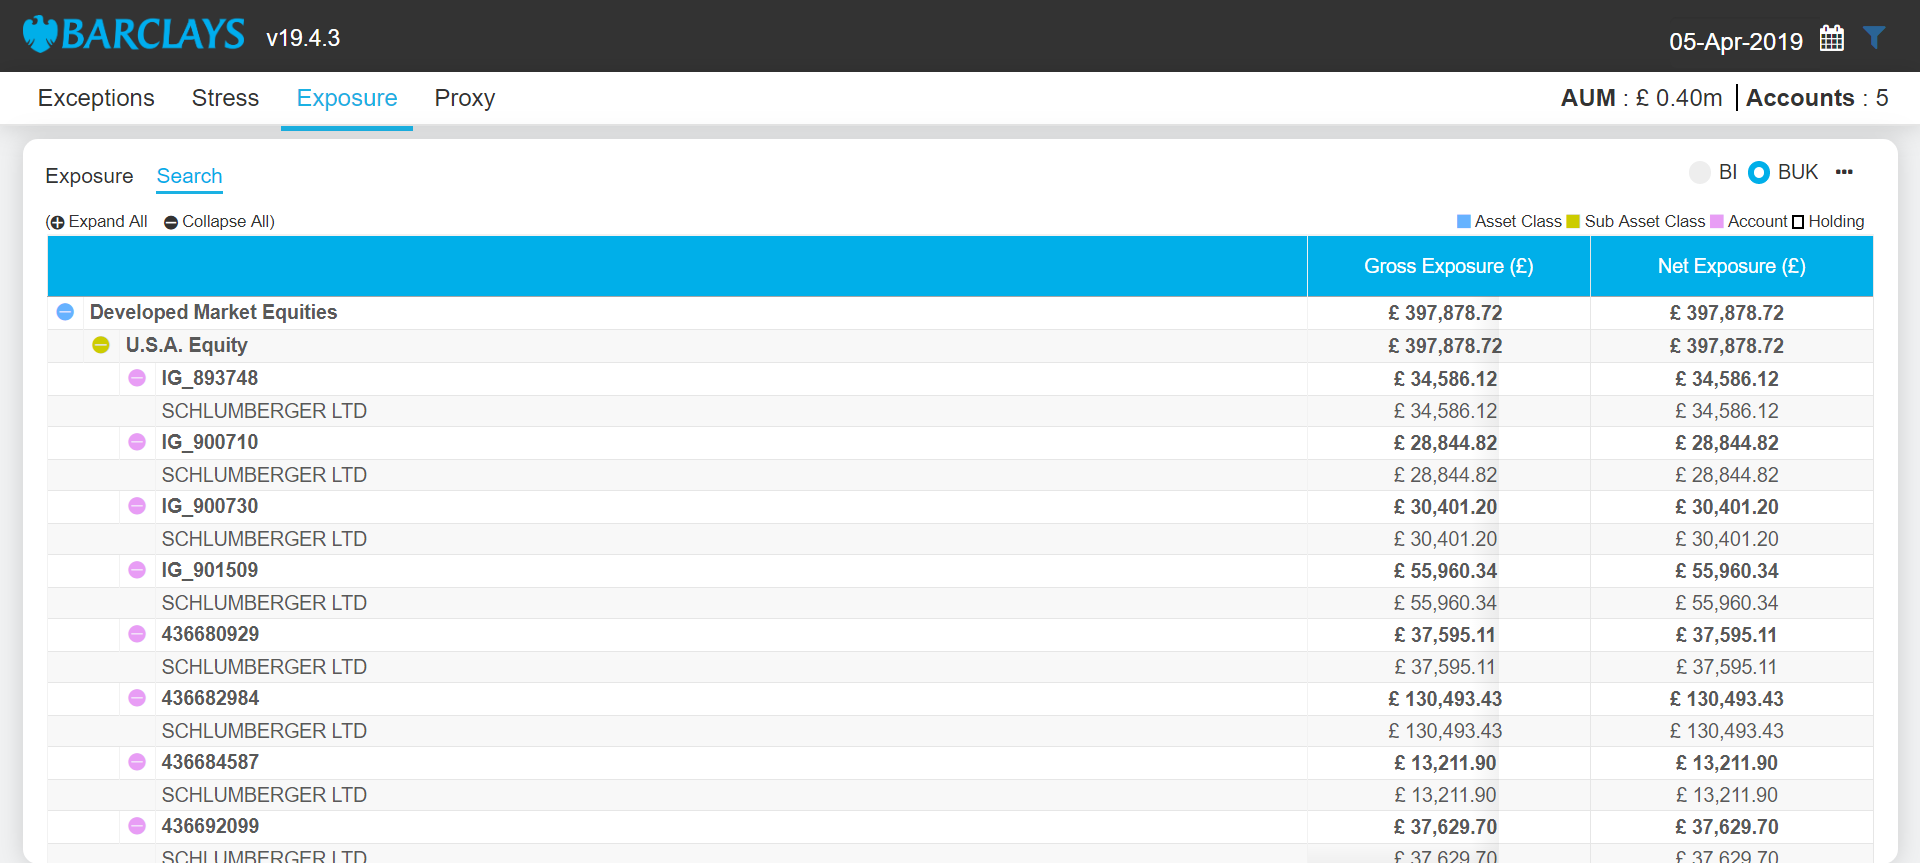 BARCLAYS v19.4.3 05-Apr-2019
Exceptions Stress Exposure Proxy AUM : £ 0.40m Accounts : 5
Exposure Search BI BUK ...
( Expand All Collapse All) Asset Class Sub Asset Class Account Holding
Gross Exposure (£) Net Exposure (£)
Developed Market Equities £ 397,878.72 £ 397,878.72
U.S.A. Equity £ 397,878.72 £ 397,878.72
IG_893748 £ 34,586.12 £ 34,586.12
SCHLUMBERGER LTD £ 34,586.12 £ 34,586.12
IG_900710 £ 28,844.82 £ 28,844.82
SCHLUMBERGER LTD £ 28,844.82 £ 28,844.82
IG_900730 £ 30,401.20 £ 30,401.20
SCHLUMBERGER LTD £ 30,401.20 £ 30,401.20
IG_901509 £ 55,960.34 £ 55,960.34
SCHLUMBERGER LTD £ 55,960.34 £ 55,960.34
436680929 £ 37,595.11 £ 37,595.11
SCHLUMBERGER LTD £ 37,595.11 £ 37,595.11
436682984 £ 130,493.43 £ 130,493.43
SCHLUMBERGER LTD £ 130,493.43 £ 130,493.43
436684587 £ 13,211.90 £ 13,211.90
SCHLUMBERGER LTD £ 13,211.90 £ 13,211.90
436692099 £ 37,629.70 £ 37,629.70
SCHLUMBERGER LTD £ 37,629.70 £ 37,629.70